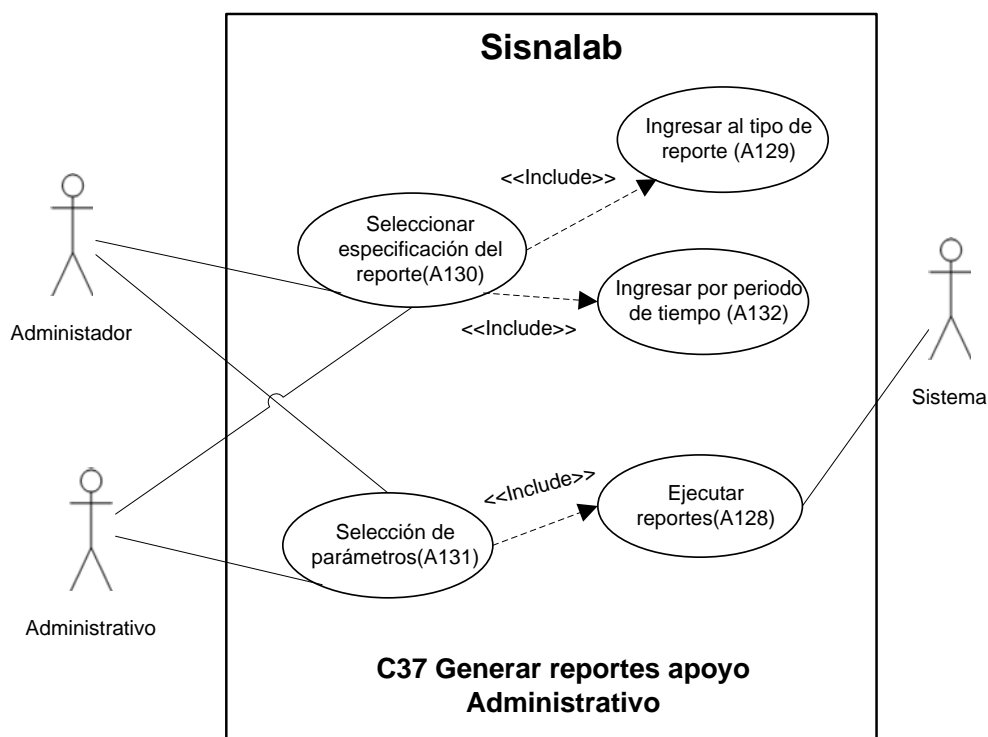 Sisnalab
Ingresar al tipo de
reporte (A129)
<<Include>>
Seleccionar
especificación del
reporte(A130)
Ingresar por periodo
de tiempo (A132)
<<Include>>
Administador
Sistema
<<Include>>
Ejecutar
reportes(A128)
Selección de
parámetros(A131)
Administrativo
C37 Generar reportes apoyo
Administrativo